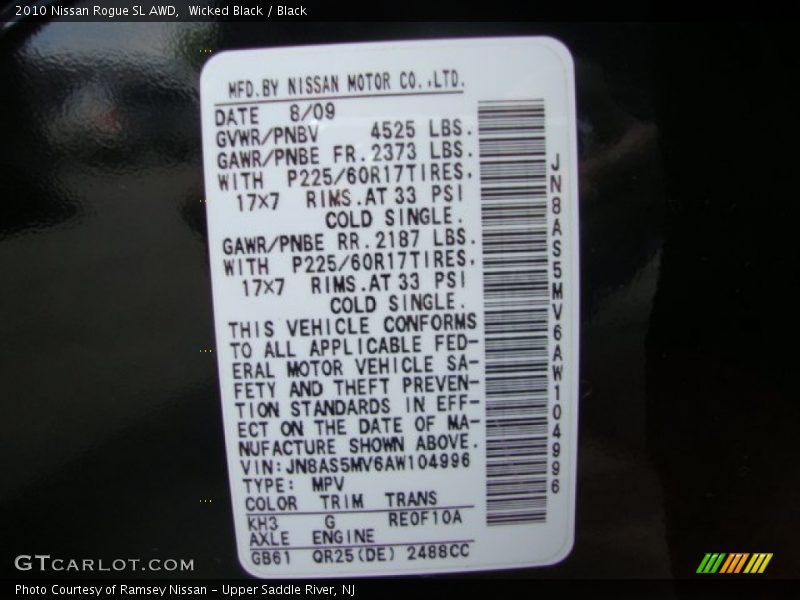 2010 Nissan Rogue SL AWD,  Wicked Black / Black
MFD.BY NISSAN MOTOR CO.,LTD.
DATE 8/09
GVWR/PNBV 4525 LBS.
GAWR/PNBE FR.2373 LBS.
WITH P225/60R17TIRES.
17×7 RIMS.AT 33 PSI
COLD SINGLE.
GAWR/PNBE RR.2187 LBS.
WITH P225/60R17TIRES.
17×7 RIMS.AT 33 PSI
COLD SINGLE.
THIS VEHICLE CONFORMS
TO ALL APPLICABLE FED-
ERAL MOTOR VEHICLE SA-
FETY AND THEFT PREVEN-
TION STANDARDS IN EFF-
ECT ON THE DATE OF MA-
NUFACTURE SHOWN ABOVE.
VIN:JN8AS5MV6AW104996
TYPE: MPV
COLOR TRIM TRANS
KH3 G RE0F10A
AXLE ENGINE
GB61 QR25(DE) 2488CC
JN8AS5MV6AW104996
GTCARLOT.COM
Photo Courtesy of Ramsey Nissan - Upper Saddle River, NJ